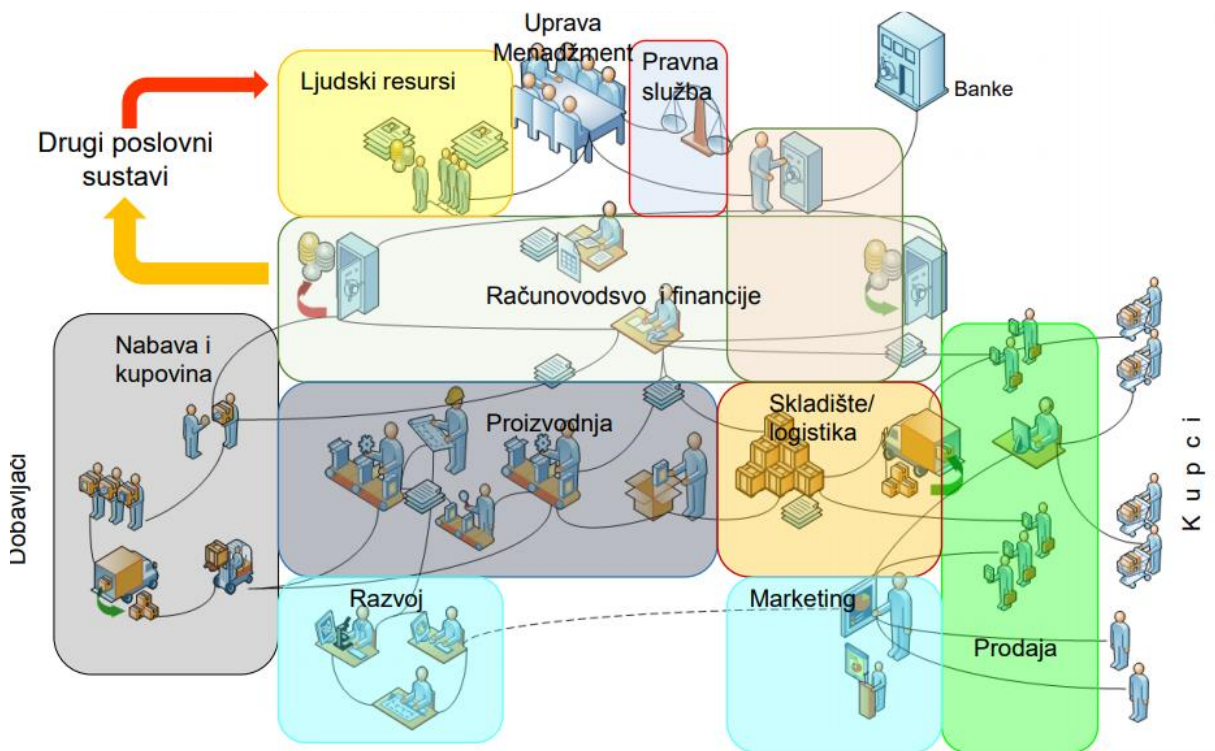 Uprava
Menadžment
Ljudski resursi
Pravna
služba
Banke
Drugi poslovni
sustavi
Računovodsvo i financije
Nabava i
kupovina
Proizvodnja
Skladište/
logistika
Dobavljači
K u p c i
Razvoj
Marketing
Prodaja